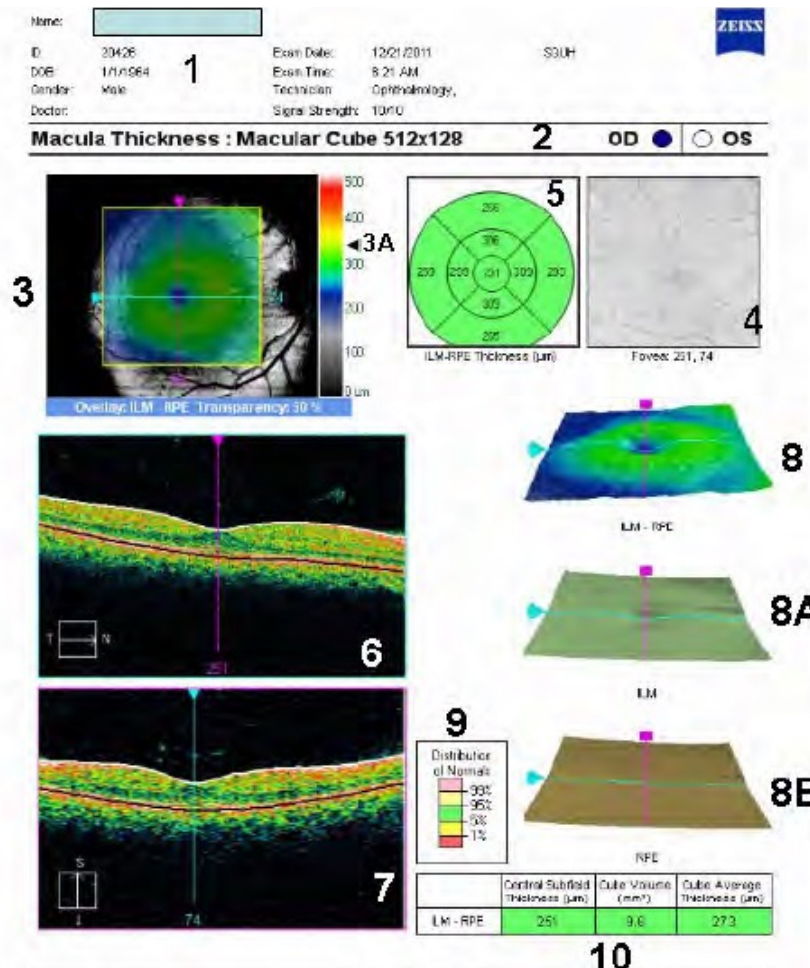 Name:
ZEISS
ID: 20426 Exam Date: 12/21/2011 SGUH
DOB: 1/1/1964 Exam Time: 8:21 AM
Gender: Male Technician: Ophthalmology,
Doctor: Signal Strength: 10/10
1
Macula Thickness : Macular Cube 512x128 2 OD OS
3
500
400
3A
300
200
100
0 µm
Overlay: ILM - RPE Transparency: 50 %
5
306
299 309
309
ILM-RPE Thickness (µm)
4
Fovea: 251, 74
8
ILM - RPE
T N
251
6
8A
ILM
S
I
74
7
9
Distribution
of Normals
99%
95%
5%
1%
8B
RPE
Central Subfield Thickness (µm) Cube Volume (mm³) Cube Average Thickness (µm)
ILM - RPE 251 9.8 273
10